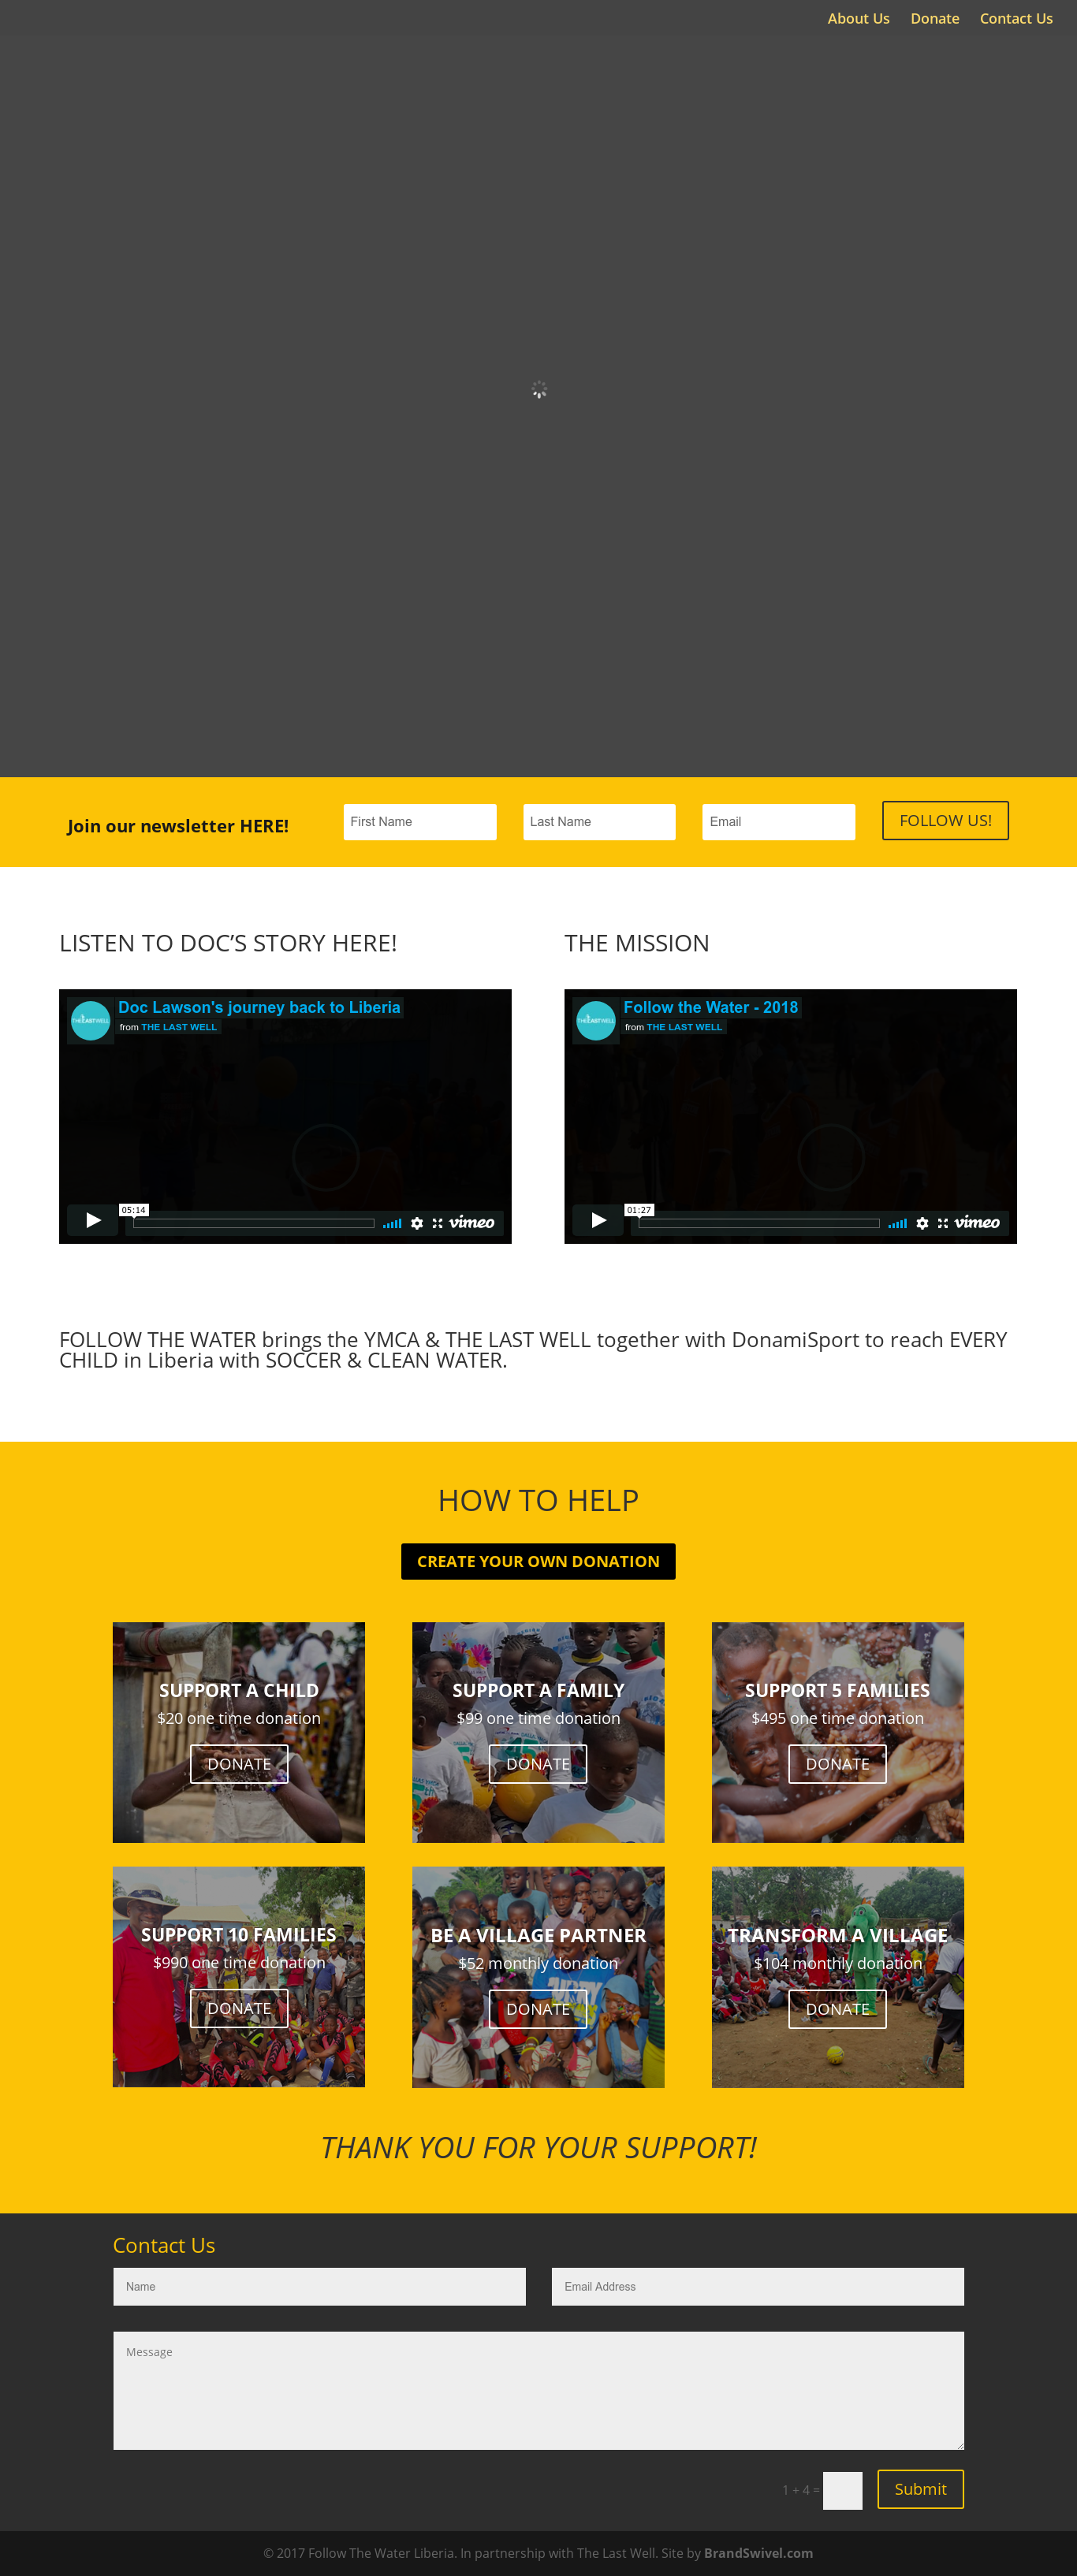 About Us Donate Contact Us
Join our newsletter HERE! First Name Last Name Email FOLLOW US!
LISTEN TO DOC’S STORY HERE!
Doc Lawson's journey back to Liberia
from THE LAST WELL
05:14
vimeo
THE MISSION
Follow the Water - 2018
from THE LAST WELL
01:27
vimeo
FOLLOW THE WATER brings the YMCA & THE LAST WELL together with DonamiSport to reach EVERY
CHILD in Liberia with SOCCER & CLEAN WATER.
HOW TO HELP
CREATE YOUR OWN DONATION
SUPPORT A CHILD
$20 one time donation
DONATE
SUPPORT A FAMILY
$99 one time donation
DONATE
SUPPORT 5 FAMILIES
$495 one time donation
DONATE
SUPPORT 10 FAMILIES
$990 one time donation
DONATE
BE A VILLAGE PARTNER
$52 monthly donation
DONATE
TRANSFORM A VILLAGE
$104 monthly donation
DONATE
THANK YOU FOR YOUR SUPPORT!
Contact Us
Name Email Address
Message
1 + 4 = Submit
© 2017 Follow The Water Liberia. In partnership with The Last Well. Site by BrandSwivel.com